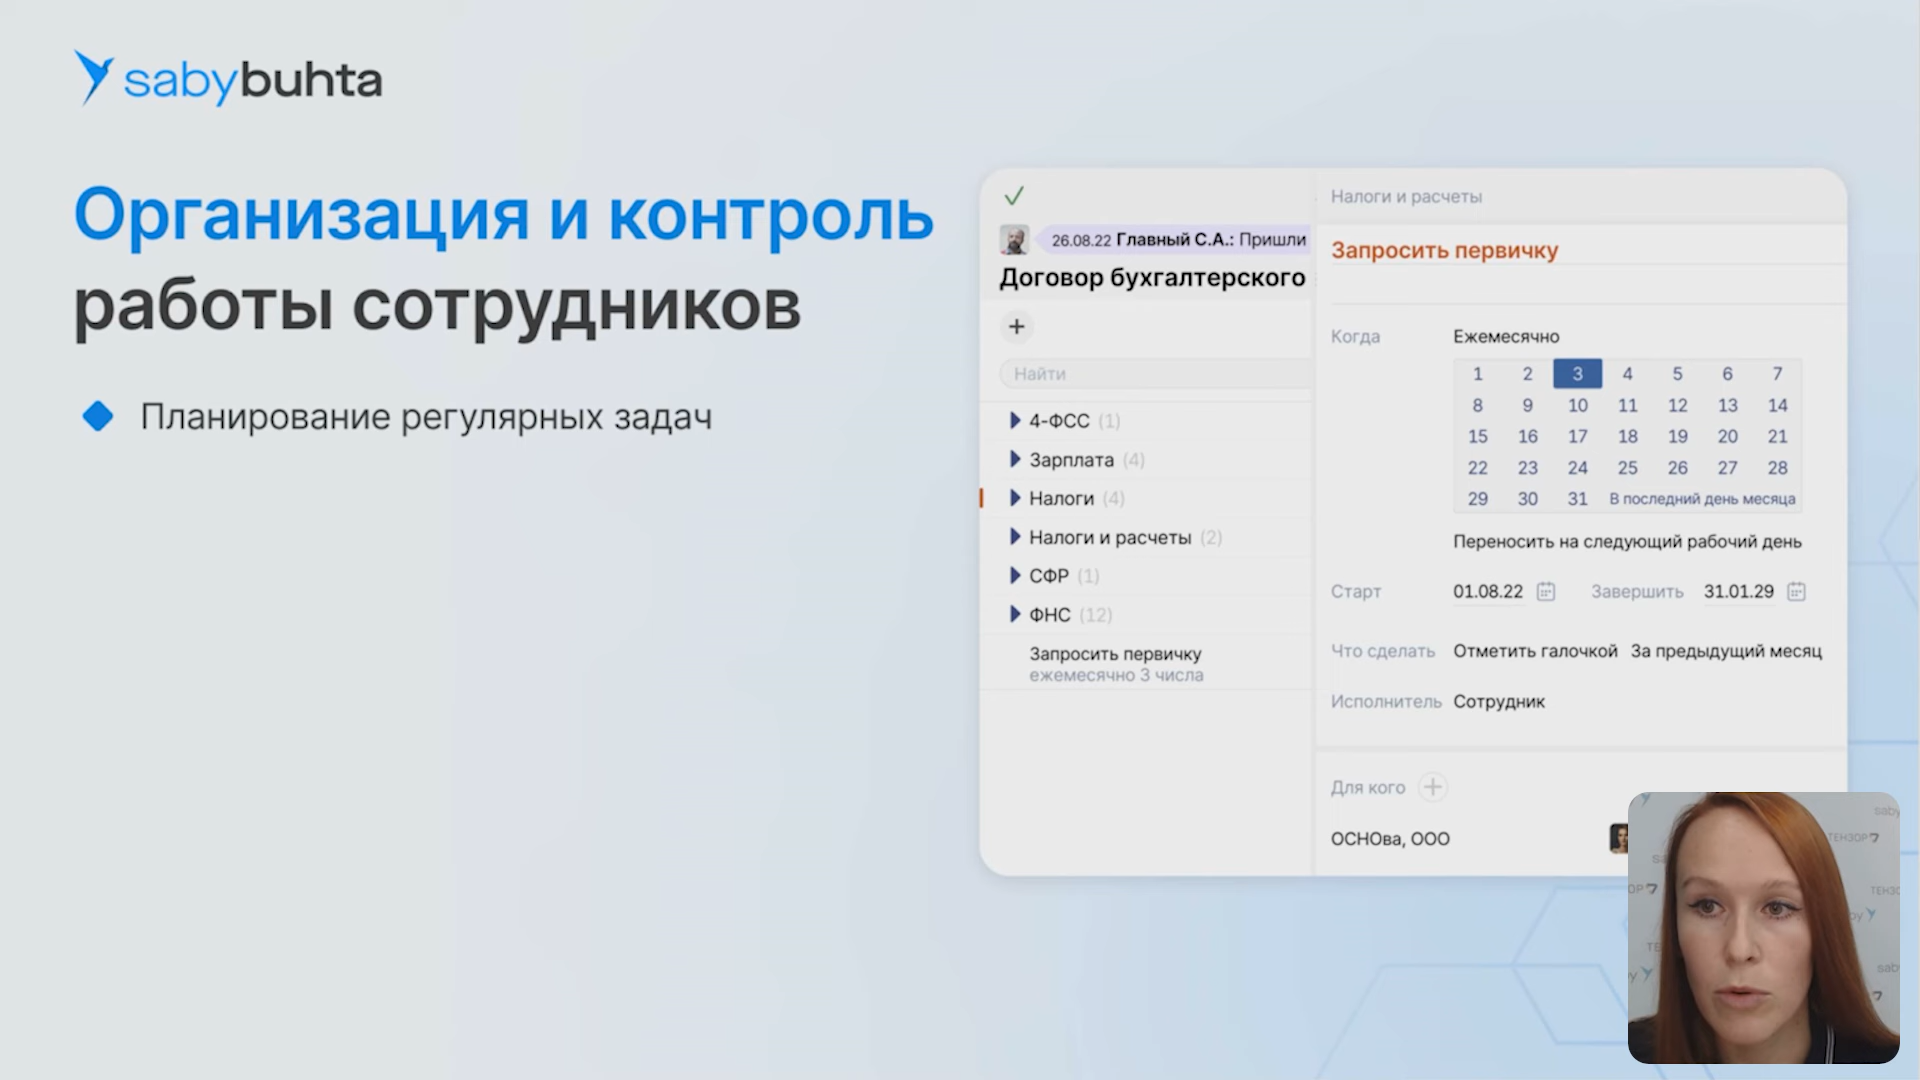 sabybuhta
Организация и контроль
работы сотрудников
Планирование регулярных задач
26.08.22 Главный С.А.: Пришли
Договор бухгалтерского
Найти
4-ФСС (1)
Зарплата (4)
Налоги (4)
Налоги и расчеты (2)
СФР (1)
ФНС (12)
Запросить первичку
ежемесячно 3 числа
Налоги и расчеты
Запросить первичку
Когда Ежемесячно
1 2 3 4 5 6 7
8 9 10 11 12 13 14
15 16 17 18 19 20 21
22 23 24 25 26 27 28
29 30 31 В последний день месяца
Переносить на следующий рабочий день
Старт 01.08.22 Завершить 31.01.29
Что сделать Отметить галочкой За предыдущий месяц
Исполнитель Сотрудник
Для кого
ОСНОва, ООО
saby
ТЕНЗОР